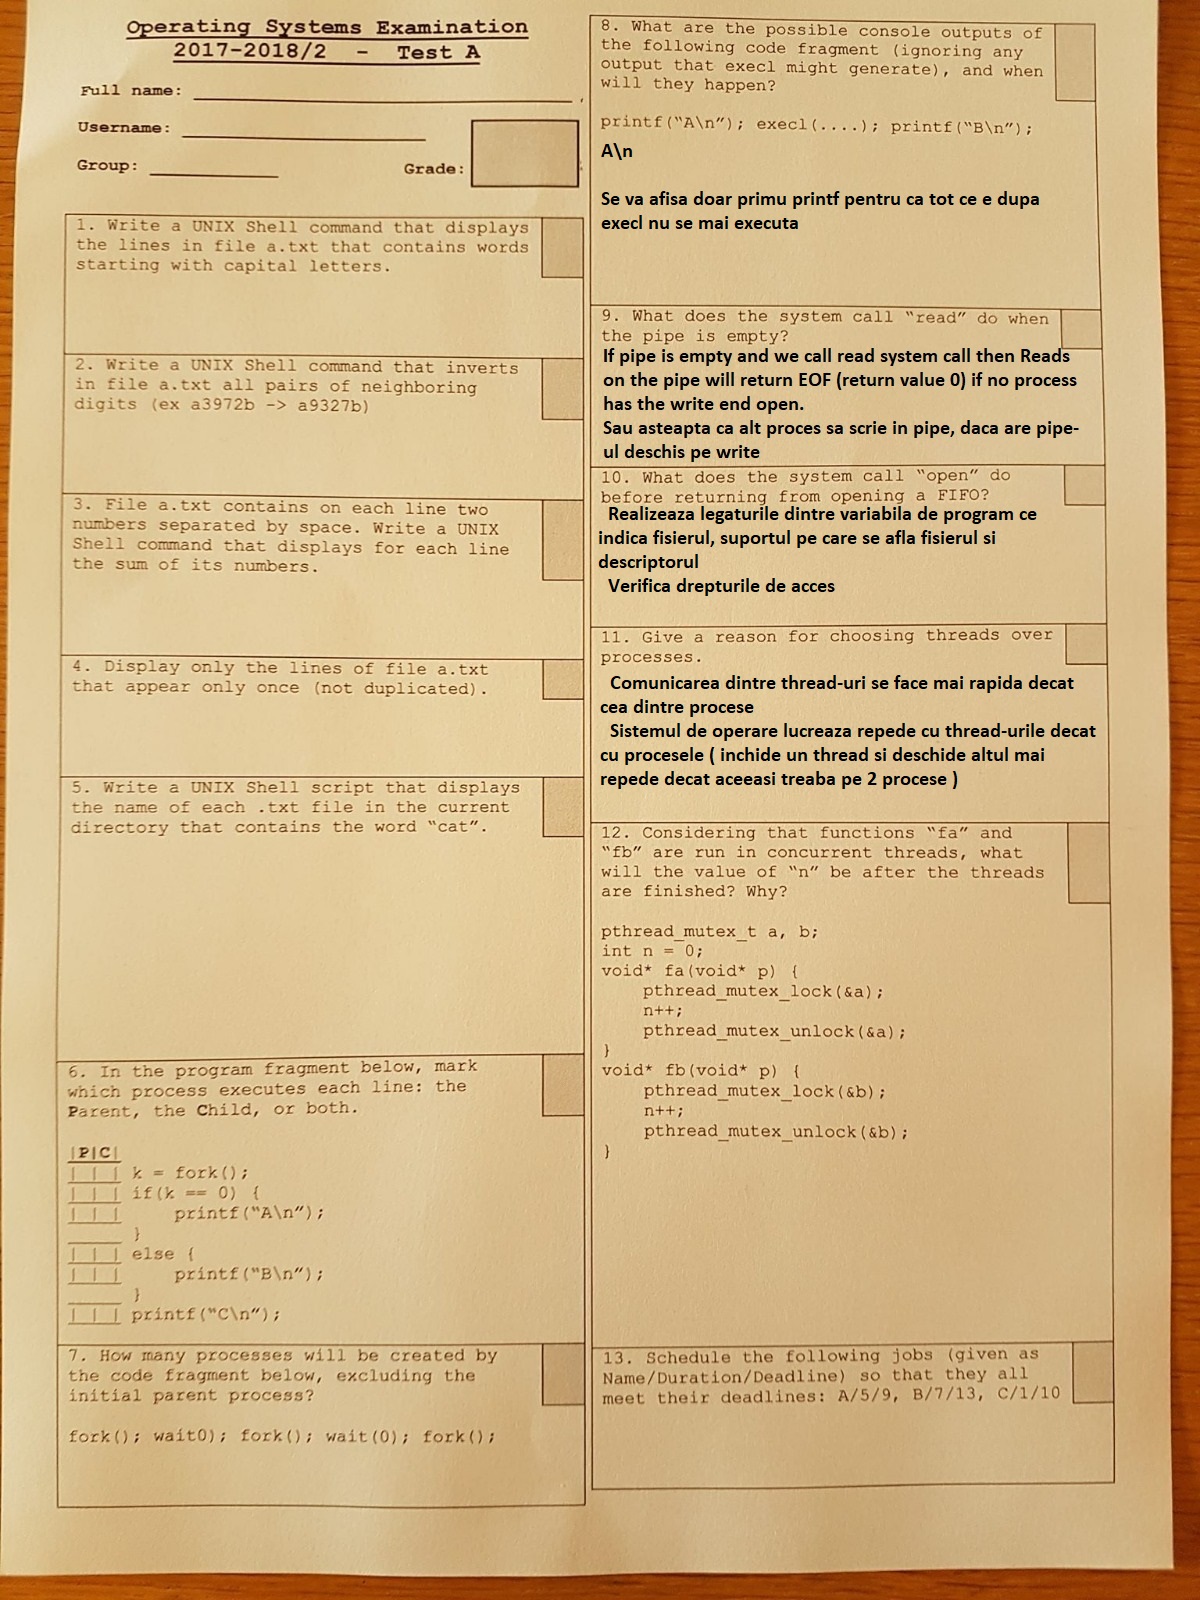 Operating Systems Examination
2017-2018/2 - Test A
Full name:
Username:
Group:
Grade:
1. Write a UNIX Shell command that displays
the lines in file a.txt that contains words
starting with capital letters.
2. Write a UNIX Shell command that inverts
in file a.txt all pairs of neighboring
digits (ex a3972b -> a9327b)
3. File a.txt contains on each line two
numbers separated by space. Write a UNIX
Shell command that displays for each line
the sum of its numbers.
4. Display only the lines of file a.txt
that appear only once (not duplicated).
5. Write a UNIX Shell script that displays
the name of each .txt file in the current
directory that contains the word "cat".
6. In the program fragment below, mark
which process executes each line: the
Parent, the Child, or both.
|P|C|
| | | k = fork();
| | | if(k == 0) {
| | | printf("A\n");
}
| | | else {
| | | printf("B\n");
}
| | | printf("C\n");
7. How many processes will be created by
the code fragment below, excluding the
initial parent process?
fork(); wait0); fork(); wait(0); fork();
8. What are the possible console outputs of
the following code fragment (ignoring any
output that execl might generate), and when
will they happen?
printf("A\n"); execl(....); printf("B\n");
A\n
Se va afisa doar primu printf pentru ca tot ce e dupa
execl nu se mai executa
9. What does the system call "read" do when
the pipe is empty?
If pipe is empty and we call read system call then Reads
on the pipe will return EOF (return value 0) if no process
has the write end open.
Sau asteapta ca alt proces sa scrie in pipe, daca are pipe-
ul deschis pe write
10. What does the system call "open" do
before returning from opening a FIFO?
Realizeaza legaturile dintre variabila de program ce
indica fisierul, suportul pe care se afla fisierul si
descriptorul
Verifica drepturile de acces
11. Give a reason for choosing threads over
processes.
Comunicarea dintre thread-uri se face mai rapida decat
cea dintre procese
Sistemul de operare lucreaza repede cu thread-urile decat
cu procesele ( inchide un thread si deschide altul mai
repede decat aceeasi treaba pe 2 procese )
12. Considering that functions "fa" and
"fb" are run in concurrent threads, what
will the value of "n" be after the threads
are finished? Why?
pthread_mutex_t a, b;
int n = 0;
void* fa(void* p) {
pthread_mutex_lock(&a);
n++;
pthread_mutex_unlock(&a);
}
void* fb(void* p) {
pthread_mutex_lock(&b);
n++;
pthread_mutex_unlock(&b);
}
13. Schedule the following jobs (given as
Name/Duration/Deadline) so that they all
meet their deadlines: A/5/9, B/7/13, C/1/10